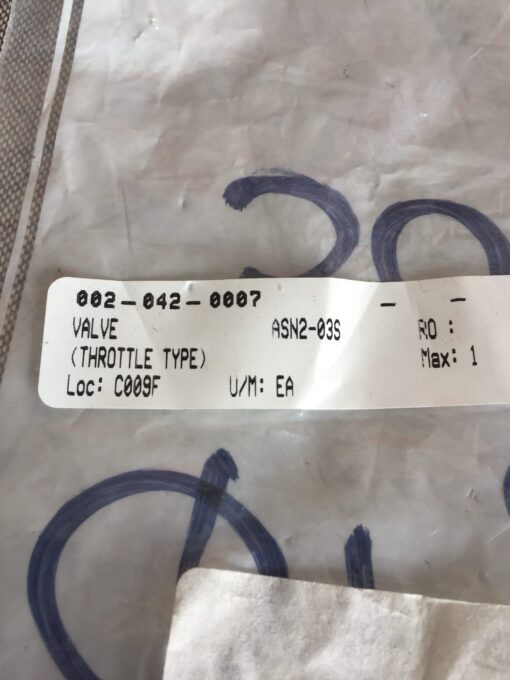 002-042-0007 - -
VALVE ASN2-03S RO :
(THROTTLE TYPE) Max: 1
Loc: C009F U/M: EA